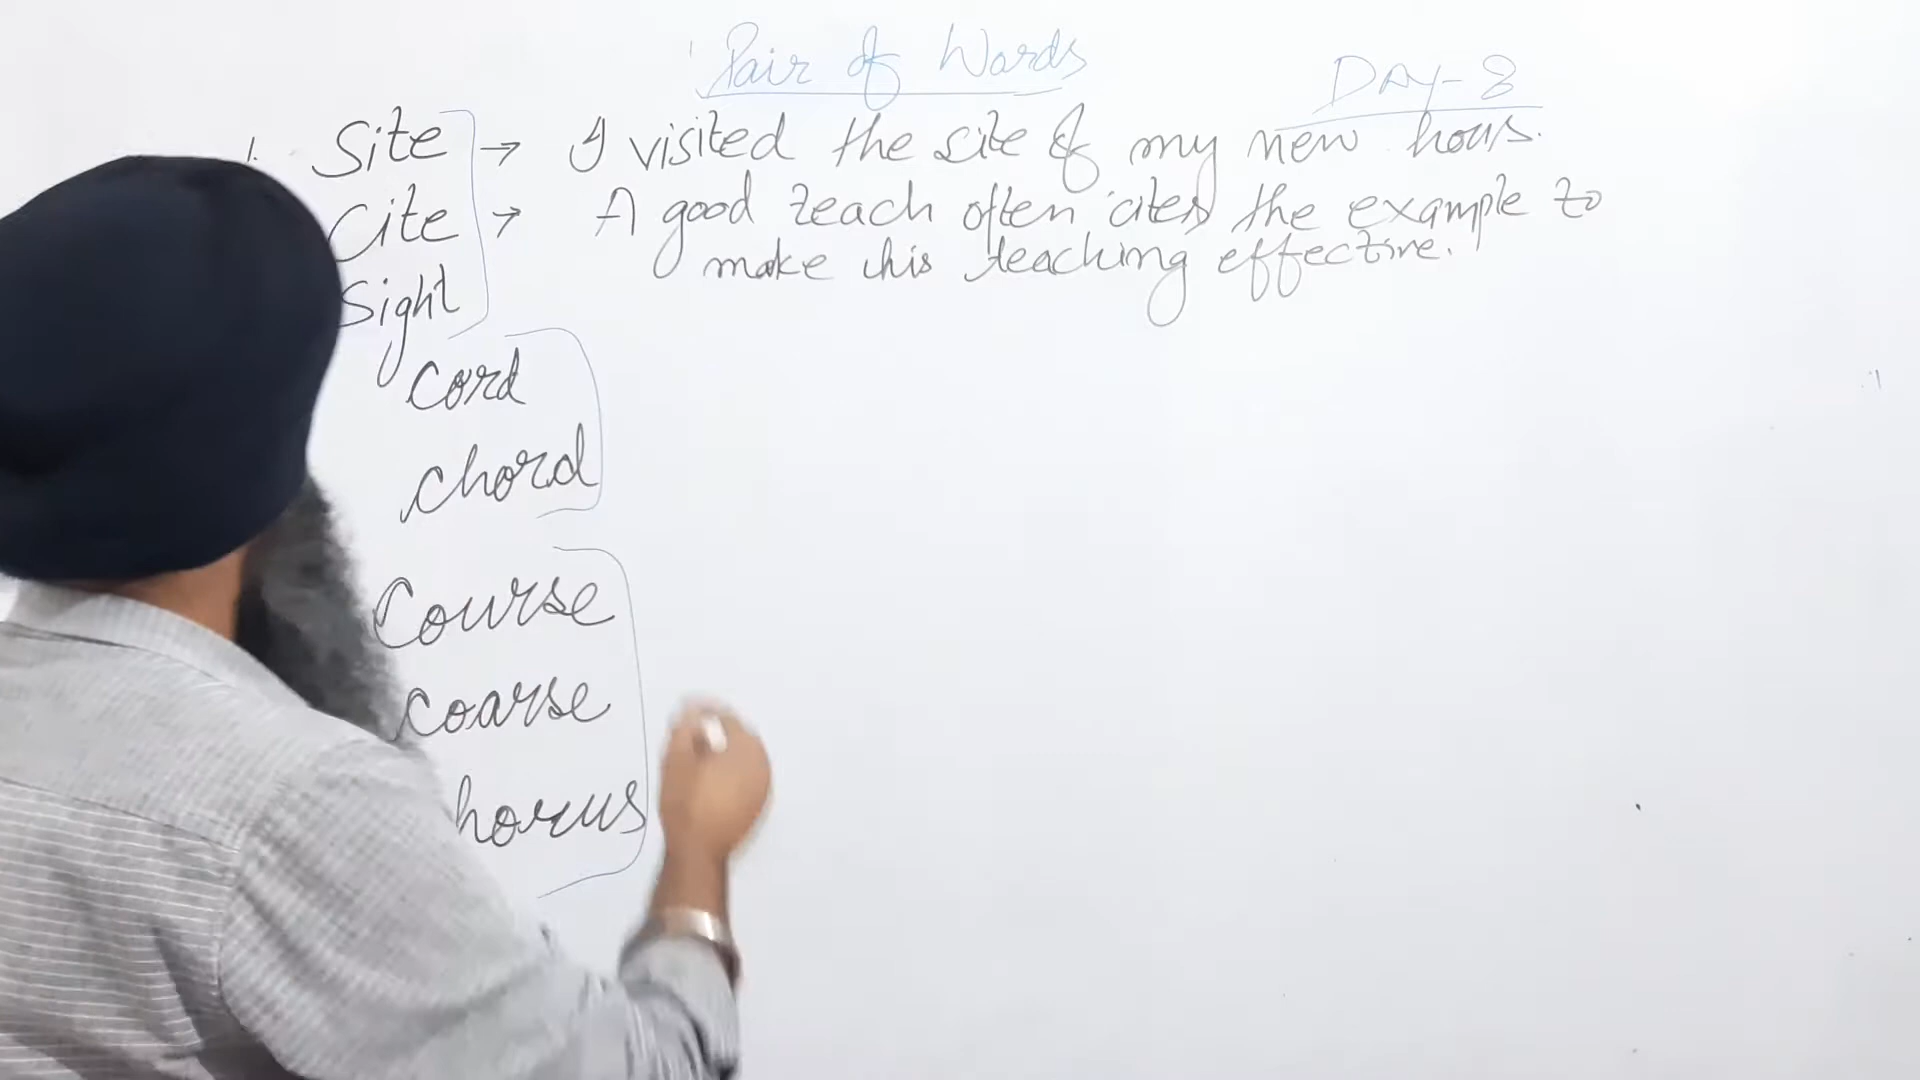 Pair of Words
DAY-8
1. Site → I visited the site of my new hous.
Cite → A good teach often cites the example to
make his teaching effective.
Sight
Cord
chord
Course
coarse
horus